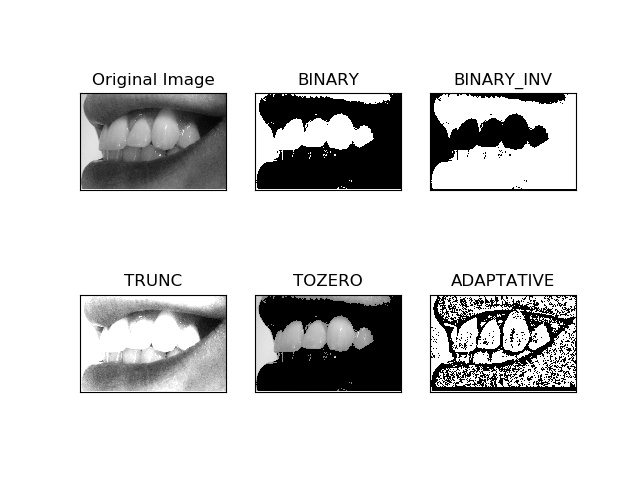 Original Image
BINARY
BINARY_INV
TRUNC
TOZERO
ADAPTATIVE